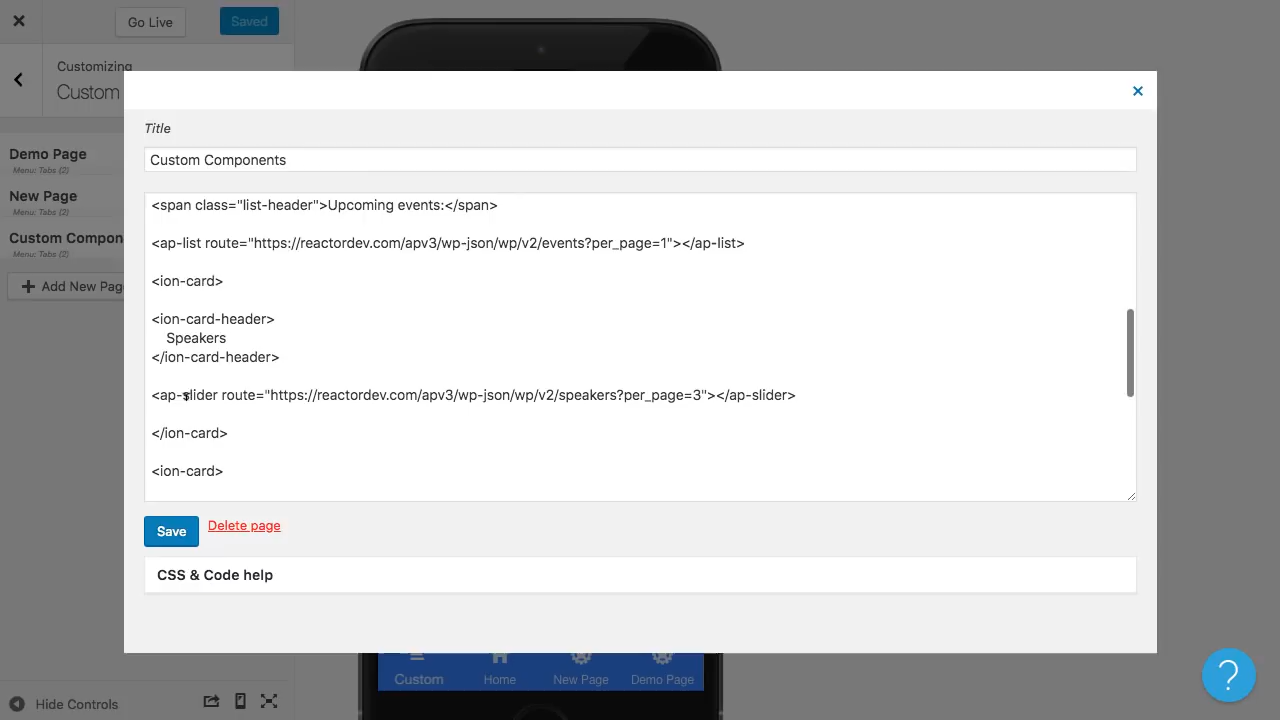 Go Live
Saved
Customizing
Custom
Demo Page
Menu: Tabs (2)
New Page
Menu: Tabs (2)
Custom Compon
Menu: Tabs (2)
Add New Pag
Title
Custom Components
<span class="list-header">Upcoming events:</span>
<ap-list route="https://reactordev.com/apv3/wp-json/wp/v2/events?per_page=1"></ap-list>
<ion-card>
<ion-card-header>
Speakers
</ion-card-header>
<ap-slider route="https://reactordev.com/apv3/wp-json/wp/v2/speakers?per_page=3"></ap-slider>
</ion-card>
<ion-card>
Save
Delete page
CSS & Code help
Custom
Home
New Page
Demo Page
Hide Controls
?